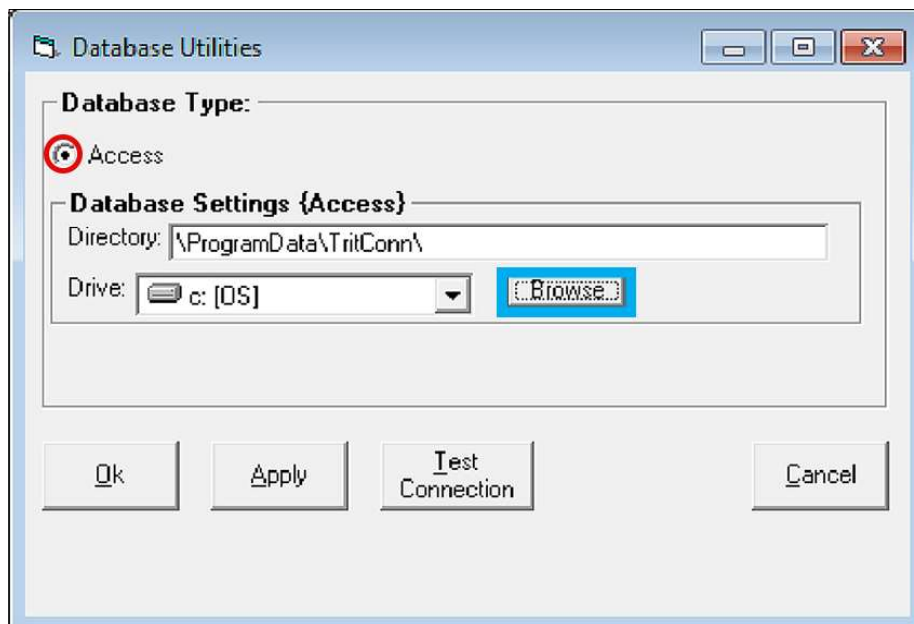 Database Utilities
Database Type:
Access
Database Settings {Access}
Directory: \ProgramData\TritConn\
Drive: c: [OS] Browse
Ok Apply Test Connection Cancel